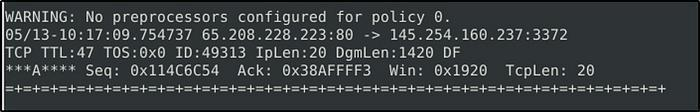 WARNING: No preprocessors configured for policy 0.
05/13-10:17:09.754737 65.208.228.223:80 -> 145.254.160.237:3372
TCP TTL:47 TOS:0x0 ID:49313 IpLen:20 DgmLen:1420 DF
***A**** Seq: 0x114C6C54  Ack: 0x38AFFFF3  Win: 0x1920  TcpLen: 20
=+=+=+=+=+=+=+=+=+=+=+=+=+=+=+=+=+=+=+=+=+=+=+=+=+=+=+=+=+=+=+=+=+=+=+=+=+